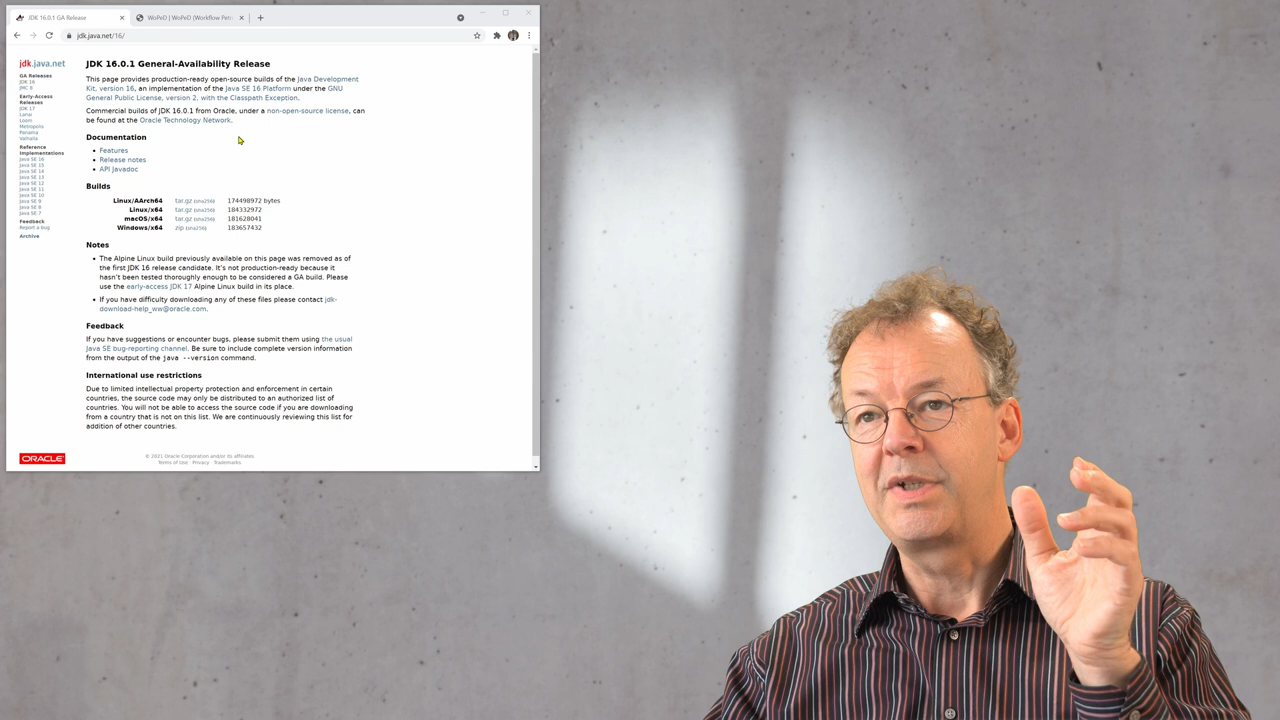 JDK 16.0.1 GA Release
WoPeD | WoPeD (Workflow Petri
jdk.java.net/16/
jdk.java.net
GA Releases
JDK 16
JMC 8
Early-Access
Releases
JDK 17
Lanai
Loom
Metropolis
Panama
Valhalla
Reference
Implementations
Java SE 16
Java SE 15
Java SE 14
Java SE 13
Java SE 12
Java SE 11
Java SE 10
Java SE 9
Java SE 8
Java SE 7
Feedback
Report a bug
Archive
JDK 16.0.1 General-Availability Release
This page provides production-ready open-source builds of the Java Development
Kit, version 16, an implementation of the Java SE 16 Platform under the GNU
General Public License, version 2, with the Classpath Exception.
Commercial builds of JDK 16.0.1 from Oracle, under a non-open-source license, can
be found at the Oracle Technology Network.
Documentation
• Features
• Release notes
• API Javadoc
Builds
Linux/AArch64 tar.gz (sha256) 174498972 bytes
Linux/x64 tar.gz (sha256) 184332972
macOS/x64 tar.gz (sha256) 181628041
Windows/x64 zip (sha256) 183657432
Notes
• The Alpine Linux build previously available on this page was removed as of
the first JDK 16 release candidate. It's not production-ready because it
hasn't been tested thoroughly enough to be considered a GA build. Please
use the early-access JDK 17 Alpine Linux build in its place.
• If you have difficulty downloading any of these files please contact jdk-
download-help_ww@oracle.com.
Feedback
If you have suggestions or encounter bugs, please submit them using the usual
Java SE bug-reporting channel. Be sure to include complete version information
from the output of the java --version command.
International use restrictions
Due to limited intellectual property protection and enforcement in certain
countries, the source code may only be distributed to an authorized list of
countries. You will not be able to access the source code if you are downloading
from a country that is not on this list. We are continuously reviewing this list for
addition of other countries.
ORACLE
© 2021 Oracle Corporation and/or its affiliates
Terms of Use · Privacy · Trademarks